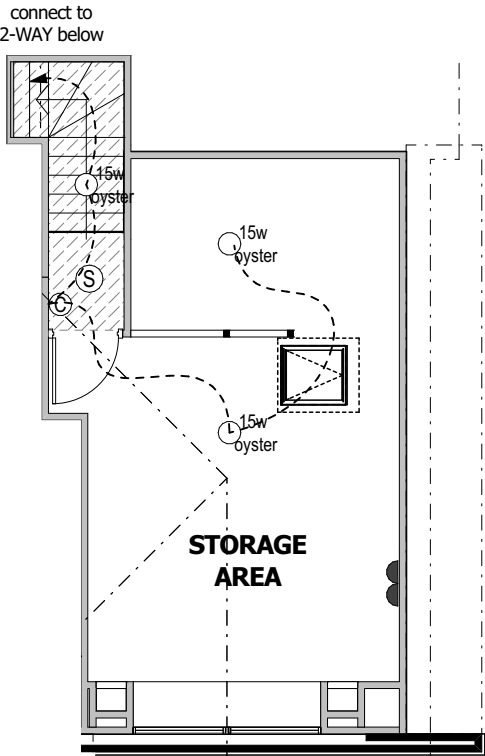 connect to
2-WAY below
15w
oyster
S
C
15w
oyster
15w
oyster
STORAGE
AREA